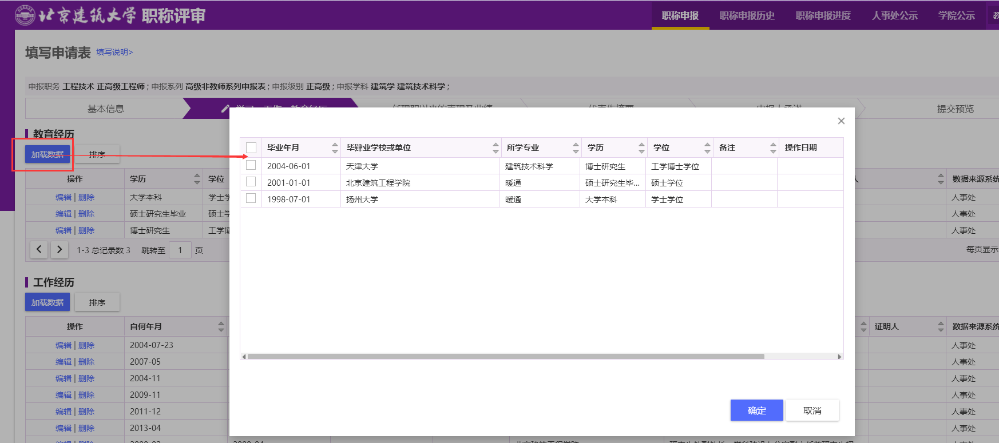 北京建筑大学 职称评审
职称申报 职称申报历史 职称申报进度 人事处公示 学院公示
填写申请表 填写说明>
申报职务 工程技术 正高级工程师 ; 申报系列 高级非教师系列申报表 ; 申报级别 正高级 ; 申报学科 建筑学 建筑技术科学 ;
基本信息 提交预览
教育经历
加载数据 排序
操作 学历 学位 数据来源系统
编辑 | 删除 大学本科 人事处
编辑 | 删除 硕士研究生毕业 硕士 人事处
编辑 | 删除 博士研究生 人事处
1-3 总记录数 3 跳转至 1 页 每页显示
毕业年月 毕肄业学校或单位 所学专业 学历 学位 备注 操作日期
2004-06-01 天津大学 建筑技术科学 博士研究生 工学博士学位
2001-01-01 北京建筑工程学院 暖通 硕士研究生毕... 硕士学位
1998-07-01 扬州大学 暖通 大学本科 学士学位
确定 取消
工作经历
加载数据 排序
操作 自何年月 证明人 数据来源系统
编辑 | 删除 2004-07-23 人事处
编辑 | 删除 2007-05 人事处
编辑 | 删除 2004-11 人事处
编辑 | 删除 2009-11 人事处
编辑 | 删除 2011-12 人事处
编辑 | 删除 2013-04 人事处